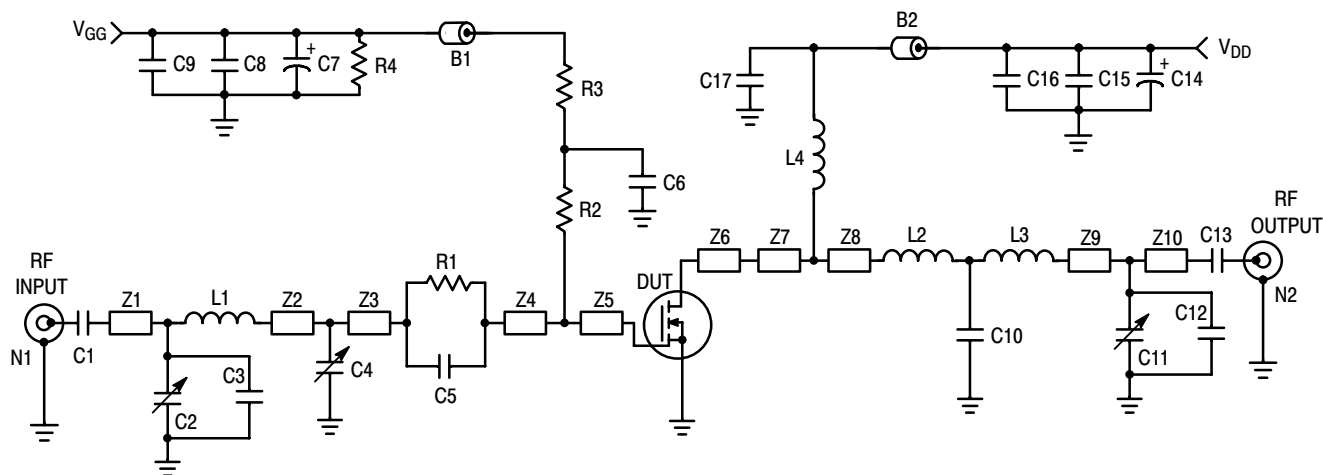 VGG
C9
C8
+
C7
R4
B1
R3
R2
C6
B2
VDD
C17
C16
C15
+
C14
L4
RF
INPUT
N1
C1
Z1
L1
Z2
Z3
R1
C5
Z4
Z5
C2
C3
C4
DUT
Z6
Z7
Z8
L2
L3
Z9
Z10
C13
RF
OUTPUT
N2
C10
C11
C12